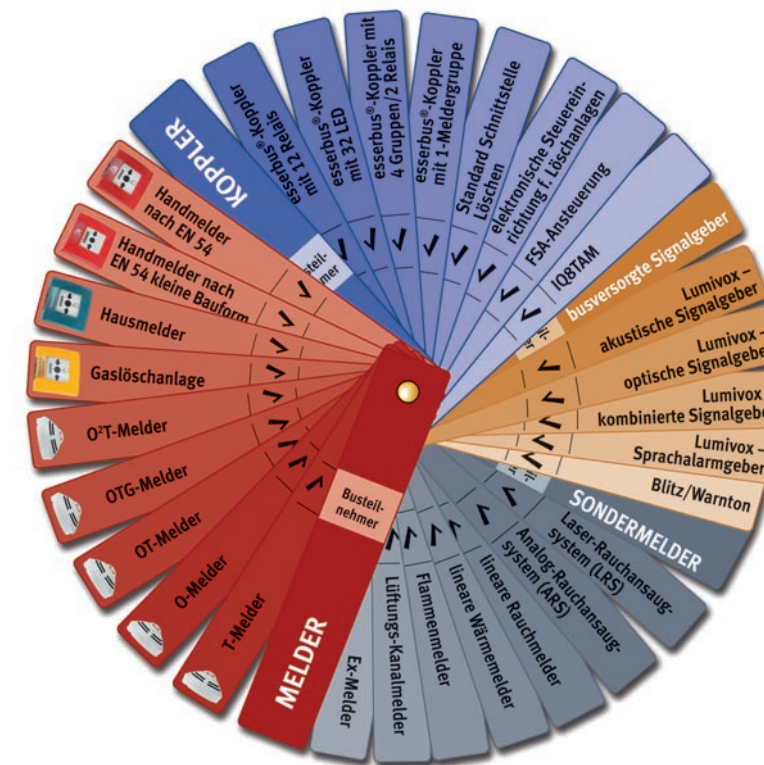 KOPPLER
esserbus®-Koppler
mit 12 Relais
esserbus®-Koppler
mit 32 LED
esserbus®-Koppler mit
4 Gruppen/2 Relais
esserbus®-Koppler
mit 1-Meldergruppe
Standard Schnittstelle
Löschen
elektronische Steuerein-
richtung f. Löschanlagen
FSA-Ansteuerung
IQ8TAM
busversorgte Signalgeber
Lumivox –
akustische Signalgeber
Lumivox –
optische Signalgeber
Lumivox
kombinierte Signalgebe
Lumivox –
Sprachalarmgeber
Blitz/Warnton
SONDERMELDER
Laser-Rauchansaug-
system (LRS)
Analog-Rauchansaug-
system (ARS)
lineare Rauchmelder
lineare Wärmemelder
Flammenmelder
Lüftungs-Kanalmelder
Ex-Melder
MELDER
Busteil-
nehmer
T-Melder
O-Melder
OT-Melder
OTG-Melder
O²T-Melder
Gaslöschanlage
Hausmelder
Handmelder nach
EN 54 kleine Bauform
Handmelder
nach EN 54